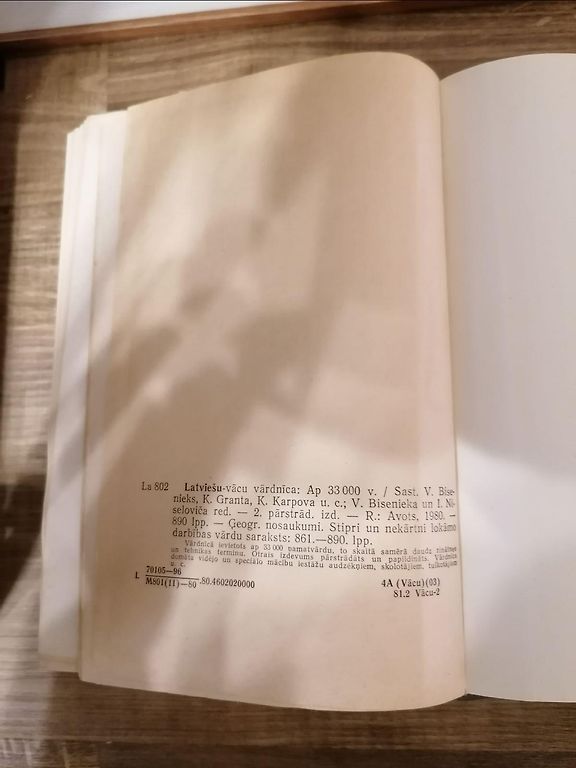 La 802 Latviešu-vācu vārdnīca: Ap 33 000 v. / Sast. V. Bise-
nieks, K. Granta, K. Karpova u. c.; V. Bisenieka un I. Ni-
seloviča red. — 2. pārstrād. izd. — R.: Avots, 1980. —
890 lpp. — Ģeogr. nosaukumi. Stipri un nekārtni lokāmo
darbības vārdu saraksts: 861.—890. lpp.
Vārdnīcā ievietots ap 33 000 pamatvārdu, to skaitā samērā daudz zinātnes
un tehnikas terminu. Otrais izdevums pārstrādāts un papildināts. Vārdnīca
domāta vidējo un speciālo mācību iestāžu audzēkņiem, skolotājiem, tulkotājiem
u. c.
70105—96
L M801(11)—80 .80.4602020000
4A (Vācu)(03)
S1.2 Vācu-2